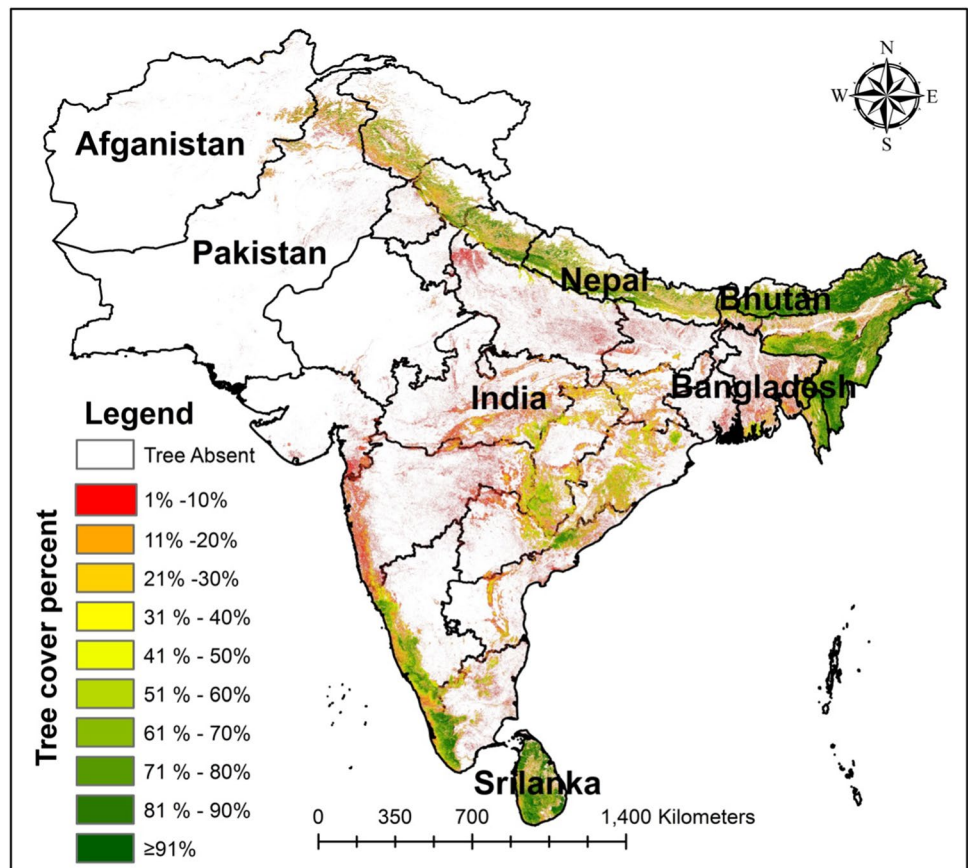 N
W E
S
Afganistan
Pakistan
Nepal
Bhutan
India
Bangladesh
Srilanka
Legend
Tree cover percent
Tree Absent
1% -10%
11% -20%
21% -30%
31 % - 40%
41 % - 50%
51 % - 60%
61 % - 70%
71 % - 80%
81 % - 90%
≥91%
0 350 700 1,400 Kilometers